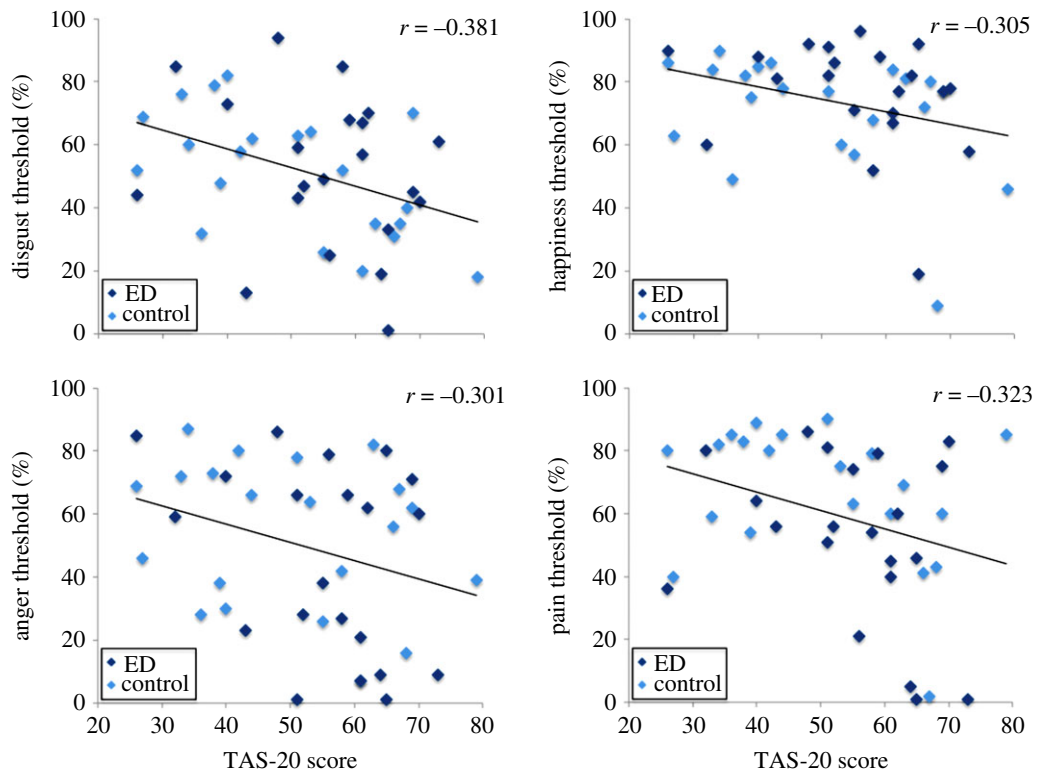 100
80
60
40
20
0
disgust threshold (%)
r = –0.381
ED
control
100
80
60
40
20
0
happiness threshold (%)
r = –0.305
ED
control
100
80
60
40
20
0
anger threshold (%)
r = –0.301
ED
control
20 30 40 50 60 70 80
TAS-20 score
100
80
60
40
20
0
pain threshold (%)
r = –0.323
ED
control
20 30 40 50 60 70 80
TAS-20 score